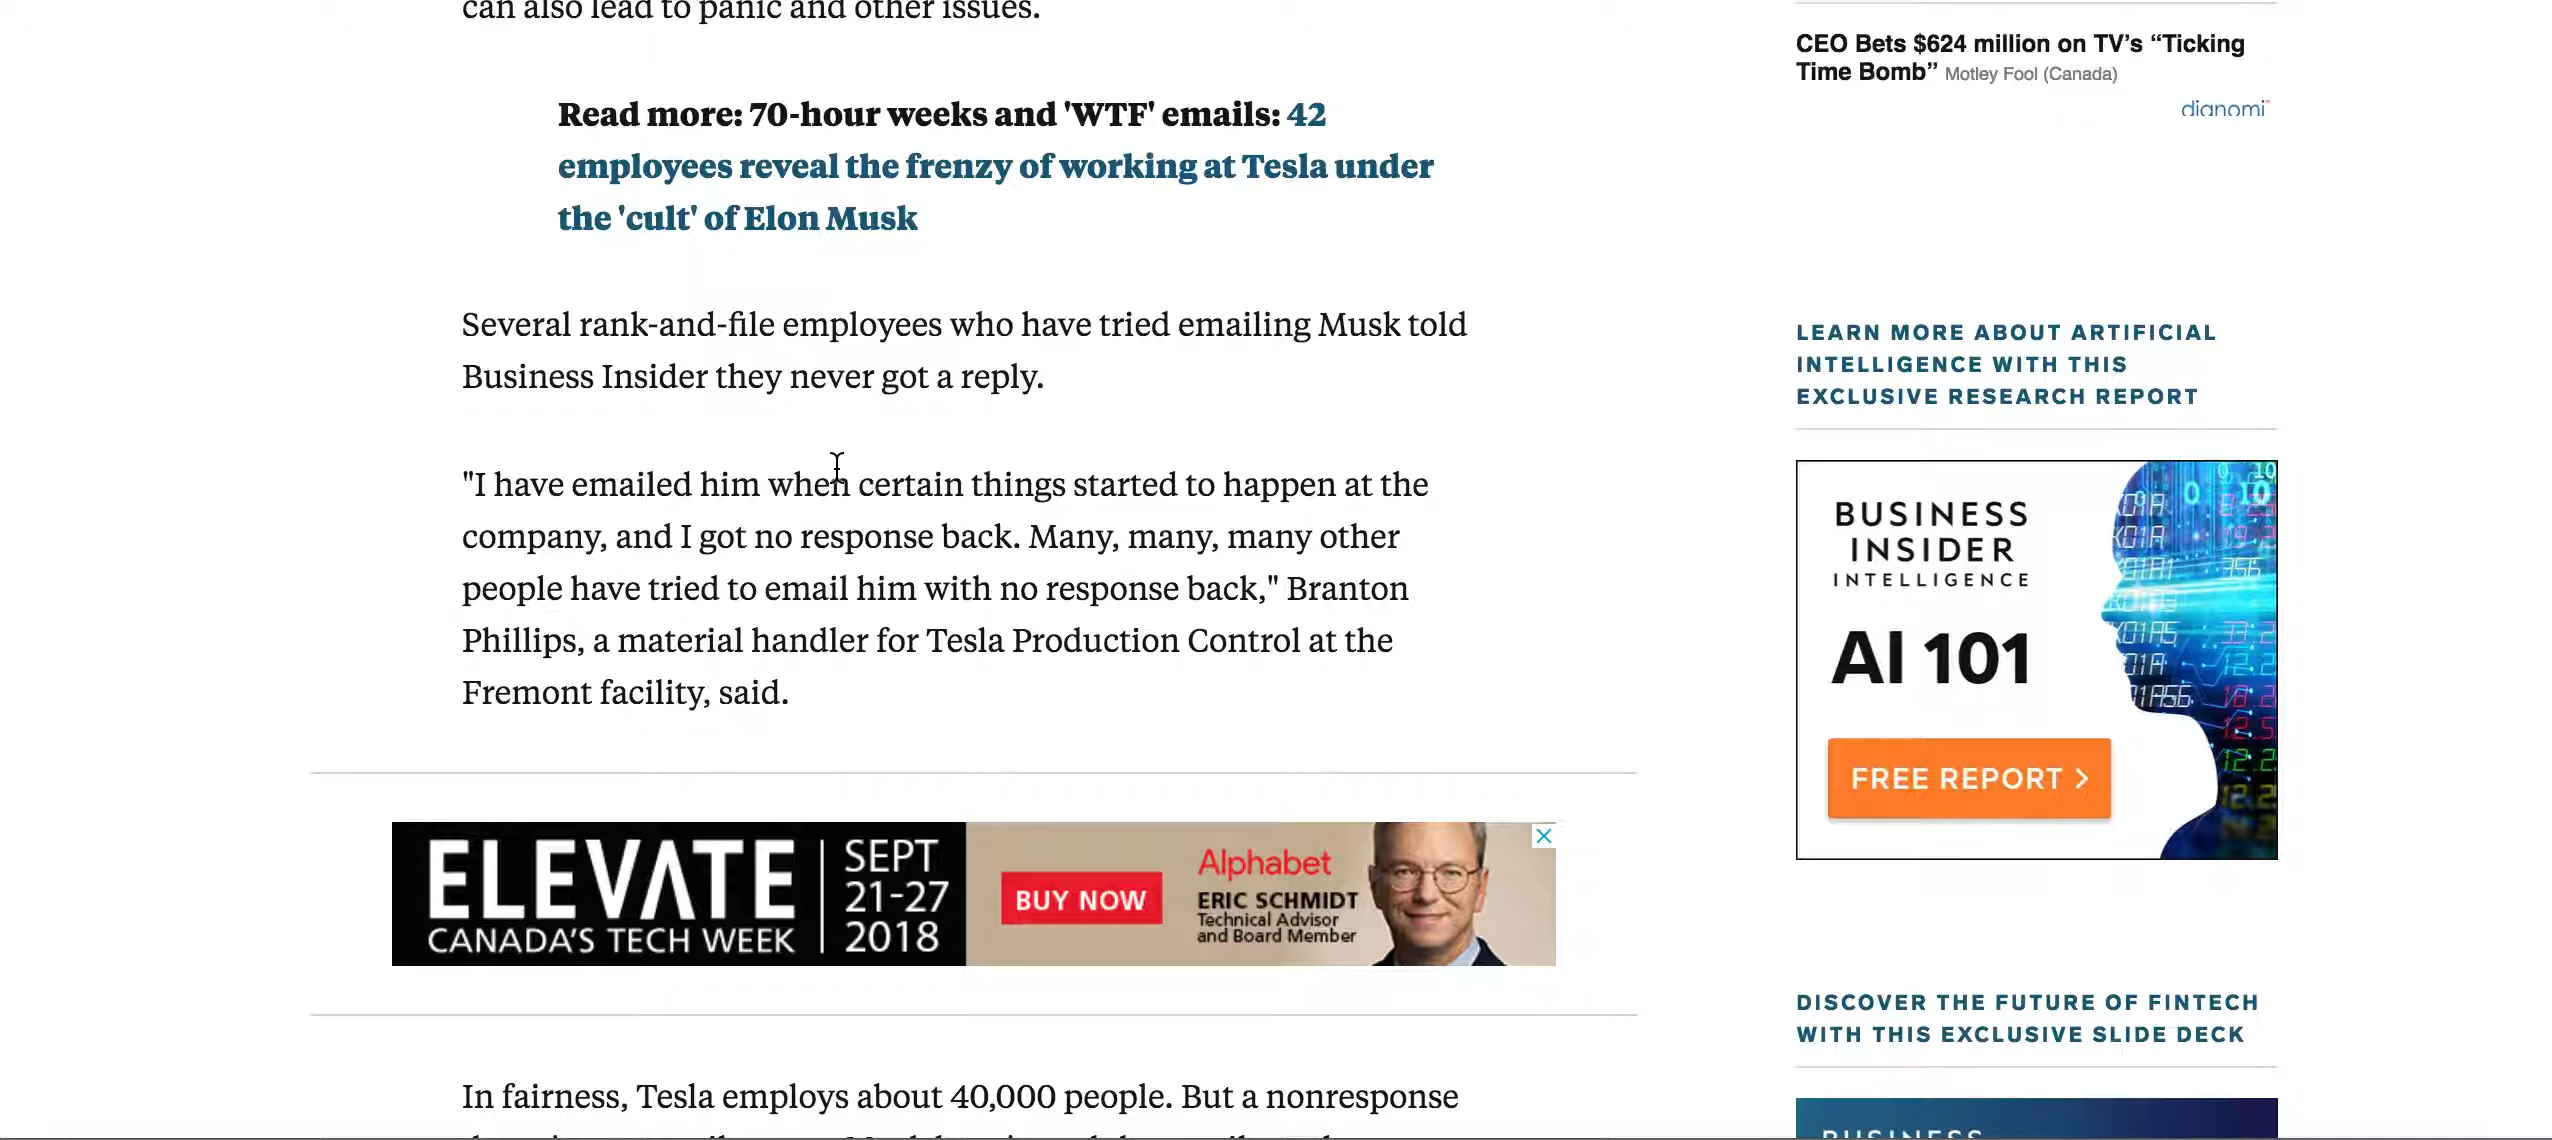 can also lead to panic and other issues.
Read more: 70-hour weeks and 'WTF' emails: 42
employees reveal the frenzy of working at Tesla under
the 'cult' of Elon Musk
Several rank-and-file employees who have tried emailing Musk told
Business Insider they never got a reply.
"I have emailed him when certain things started to happen at the
company, and I got no response back. Many, many, many other
people have tried to email him with no response back," Branton
Phillips, a material handler for Tesla Production Control at the
Fremont facility, said.
ELEVATE
CANADA'S TECH WEEK
SEPT
21-27
2018
BUY NOW
Alphabet
ERIC SCHMIDT
Technical Advisor
and Board Member
In fairness, Tesla employs about 40,000 people. But a nonresponse
CEO Bets $624 million on TV's “Ticking
Time Bomb” Motley Fool (Canada)
dianomi
LEARN MORE ABOUT ARTIFICIAL
INTELLIGENCE WITH THIS
EXCLUSIVE RESEARCH REPORT
BUSINESS
INSIDER
INTELLIGENCE
AI 101
FREE REPORT >
DISCOVER THE FUTURE OF FINTECH
WITH THIS EXCLUSIVE SLIDE DECK
BUSINESS